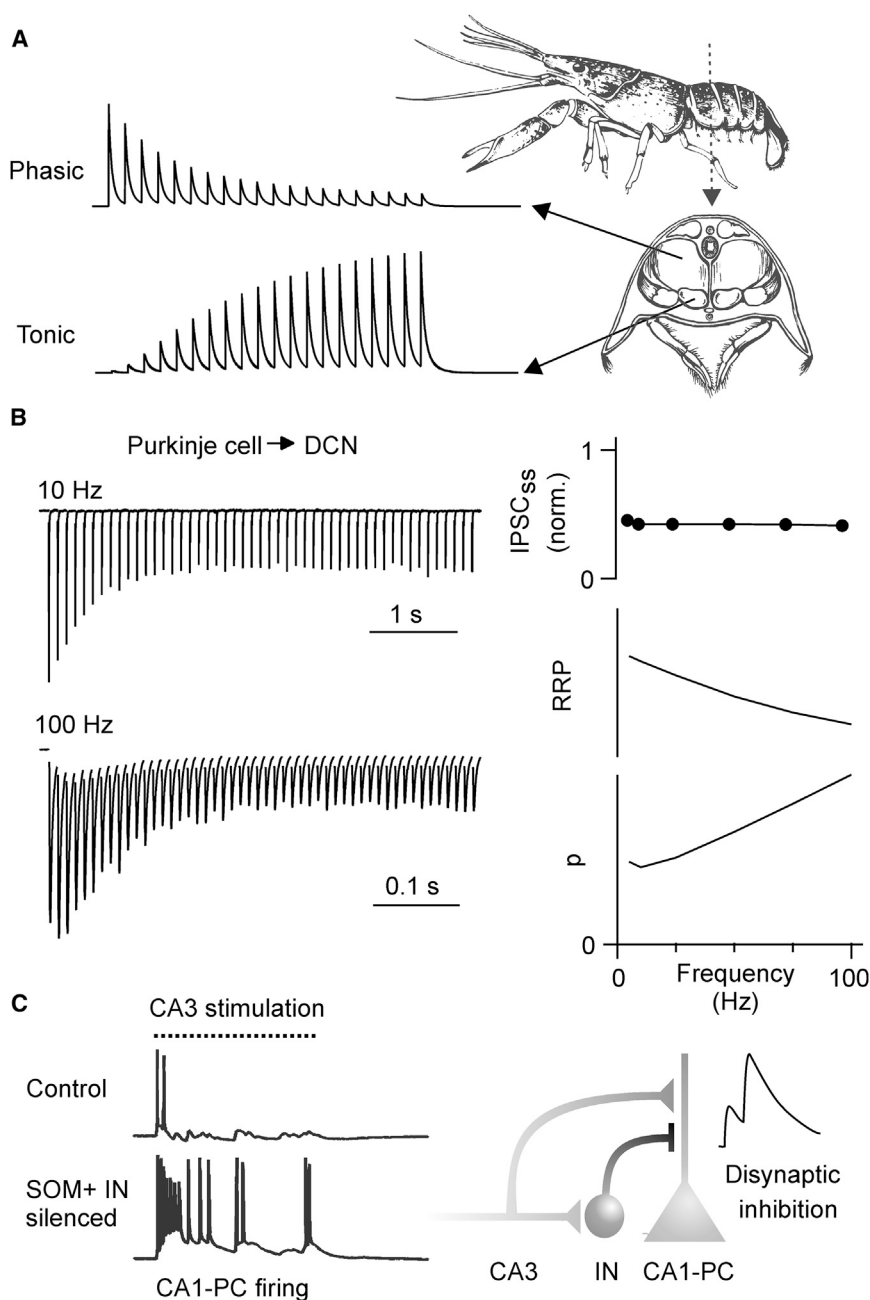 A
Phasic
Tonic
B
Purkinje cell → DCN
10 Hz
1 s
100 Hz
0.1 s
1
IPSCss
(norm.)
0
RRP
p
0
0
100
Frequency
(Hz)
C
CA3 stimulation
Control
SOM+ IN
silenced
CA1-PC firing
CA3
IN
CA1-PC
Disynaptic
inhibition